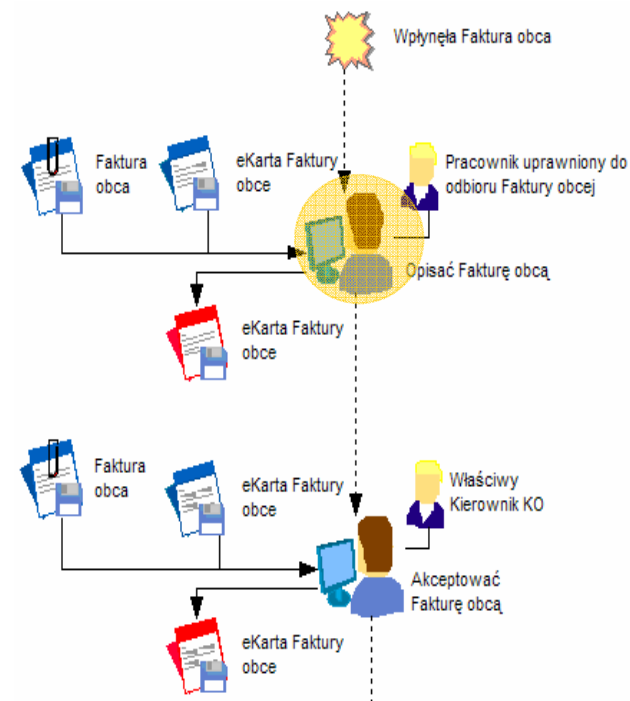 Wpłynęła Faktura obca
Faktura
obca
eKarta Faktury
obce
Pracownik uprawniony do
odbioru Faktury obcej
Opisać Fakturę obcą
eKarta Faktury
obce
Faktura
obca
eKarta Faktury
obce
Właściwy
Kierownik KO
Akceptować
Fakturę obcą
eKarta Faktury
obce